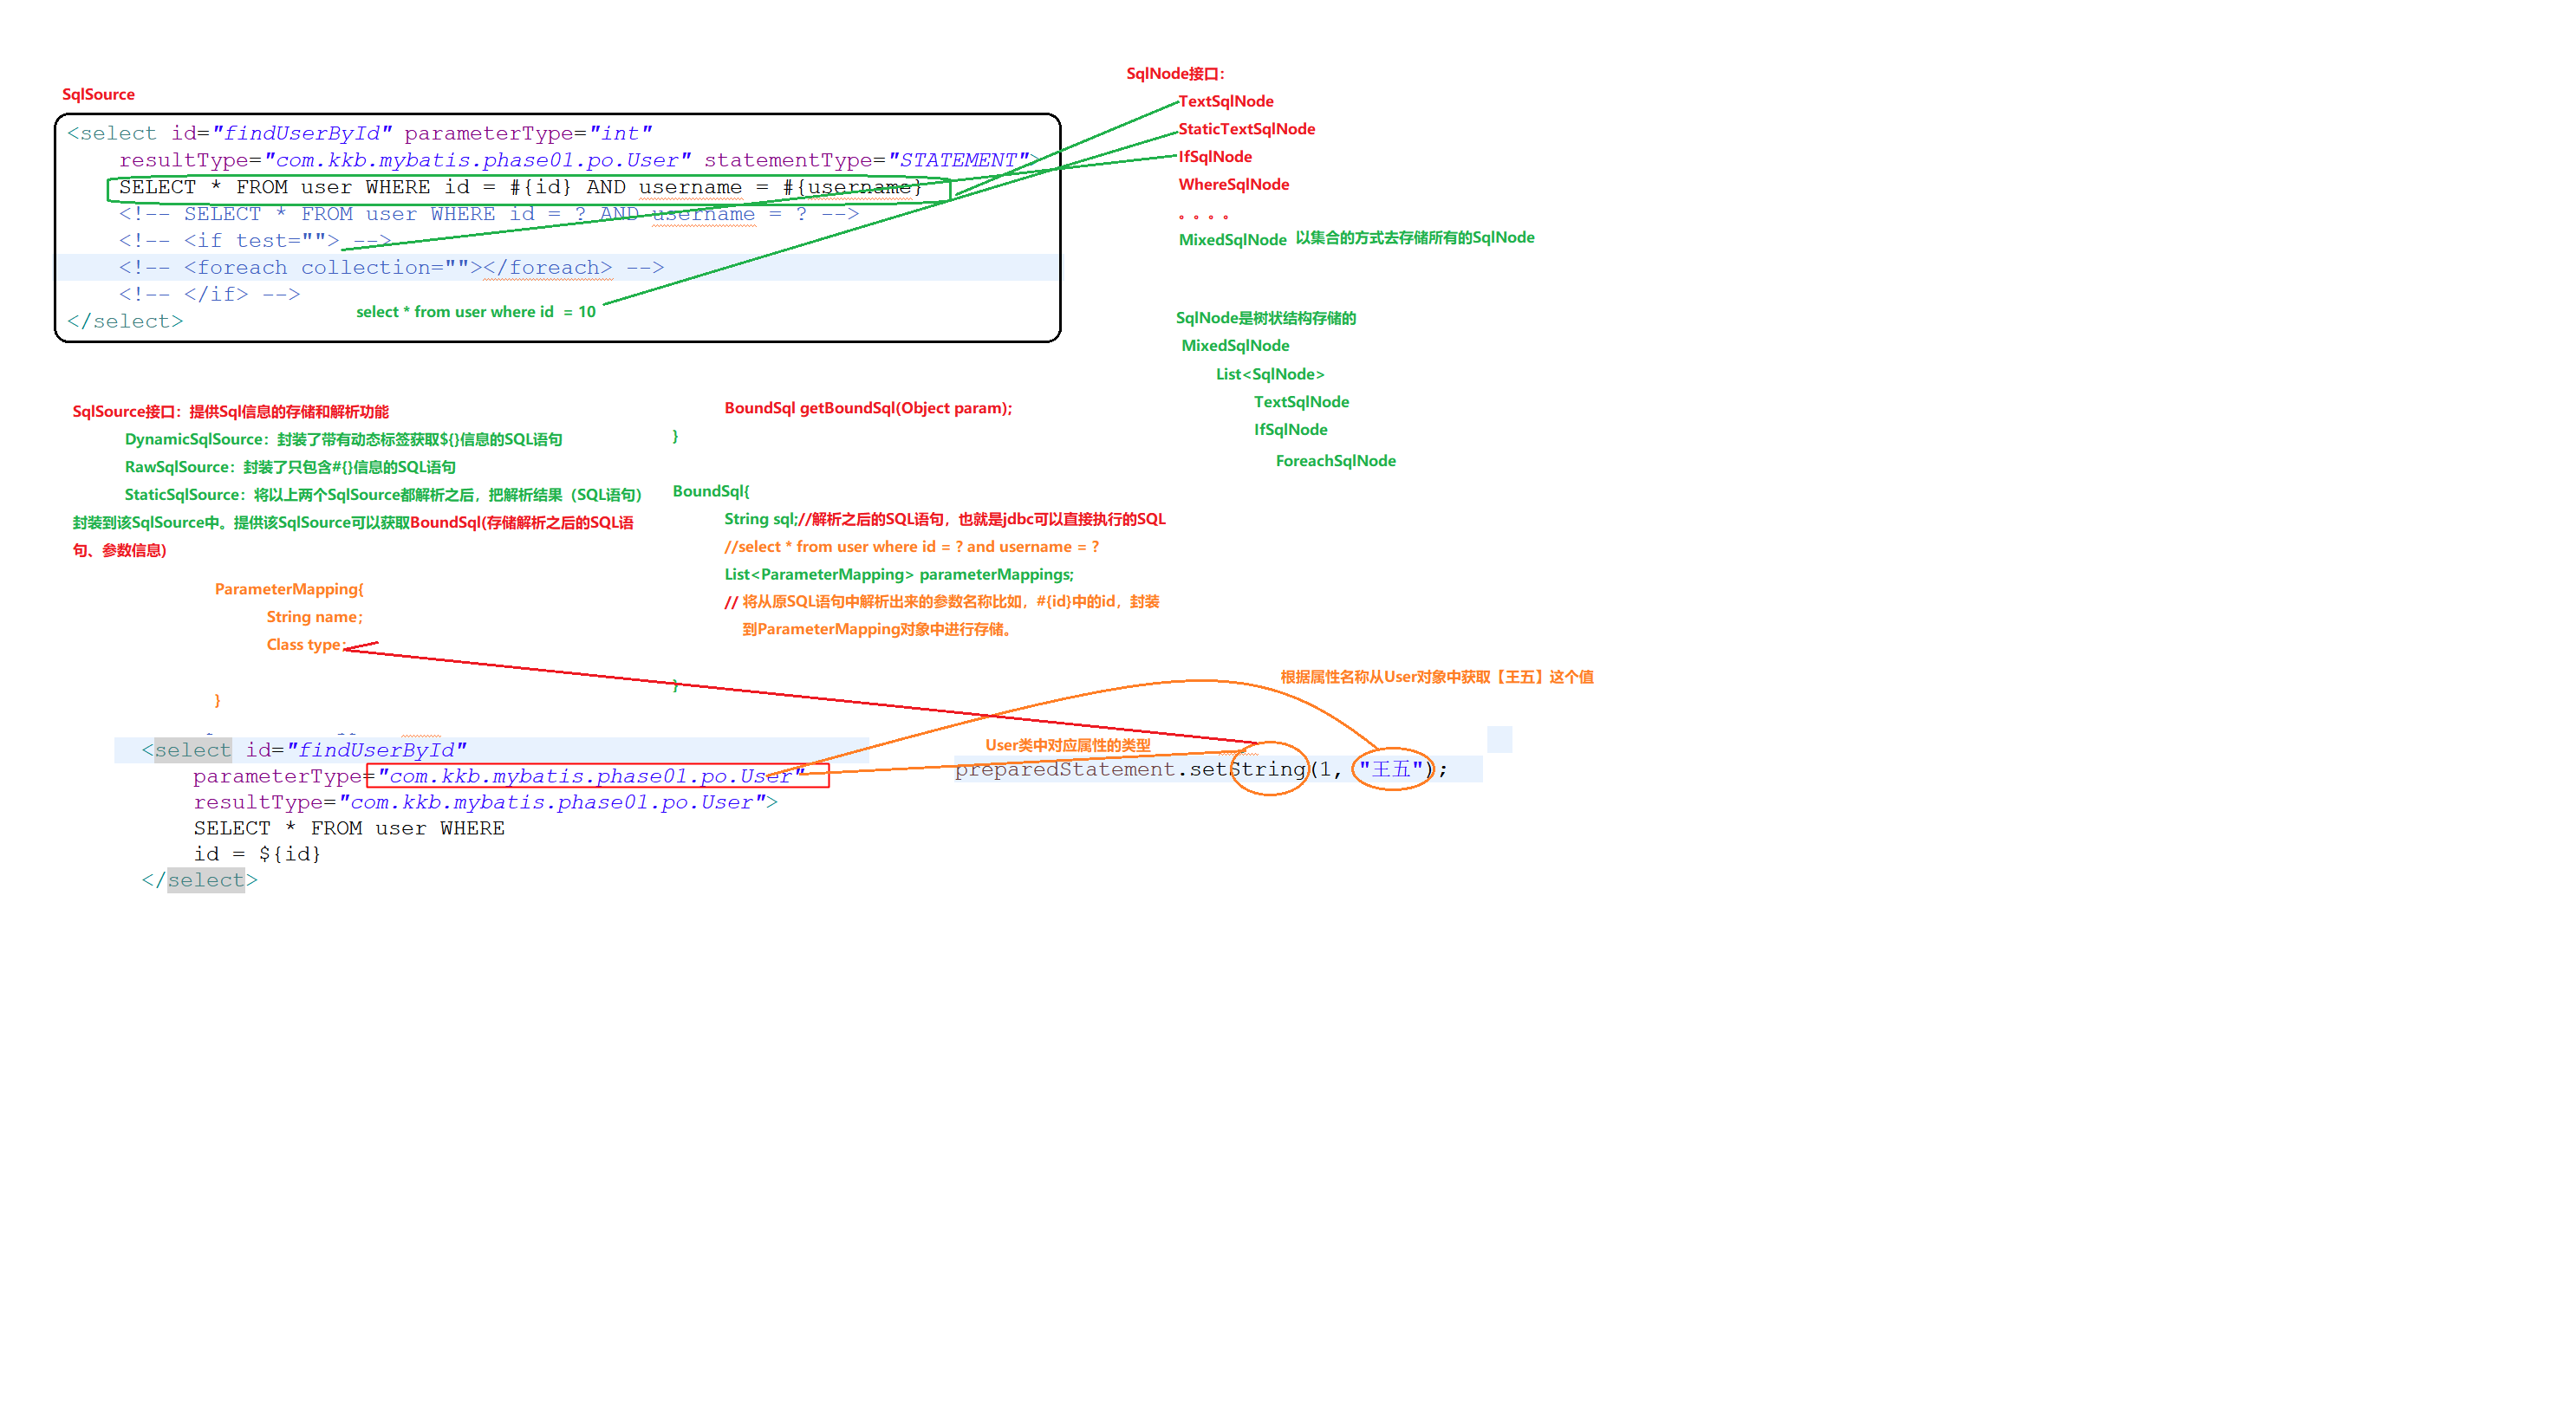 SqlSource
<select id="findUserById" parameterType="int"
resultType="com.kkb.mybatis.phase01.po.User" statementType="STATEMENT">
SELECT * FROM user WHERE id = #{id} AND username = #{username}
<!-- SELECT * FROM user WHERE id = ? AND username = ? -->
<!-- <if test=""> -->
<!-- <foreach collection=""></foreach> -->
<!-- </if> -->
select * from user where id  = 10
</select>
SqlNode接口：
TextSqlNode
StaticTextSqlNode
IfSqlNode
WhereSqlNode
。。。。
MixedSqlNode 以集合的方式去存储所有的SqlNode
SqlNode是树状结构存储的
MixedSqlNode
List<SqlNode>
TextSqlNode
IfSqlNode
ForeachSqlNode
SqlSource接口：提供Sql信息的存储和解析功能
DynamicSqlSource：封装了带有动态标签获取${}信息的SQL语句
RawSqlSource：封装了只包含#{}信息的SQL语句
StaticSqlSource：将以上两个SqlSource都解析之后，把解析结果（SQL语句）
封装到该SqlSource中。提供该SqlSource可以获取BoundSql(存储解析之后的SQL语
句、参数信息)
BoundSql getBoundSql(Object param);
}
BoundSql{
String sql;//解析之后的SQL语句，也就是jdbc可以直接执行的SQL
//select * from user where id = ? and username = ?
List<ParameterMapping> parameterMappings;
// 将从原SQL语句中解析出来的参数名称比如，#{id}中的id，封装
到ParameterMapping对象中进行存储。
}
ParameterMapping{
String name;
Class type;
}
根据属性名称从User对象中获取【王五】这个值
User类中对应属性的类型
preparedStatement.setString(1, "王五");
<select id="findUserById"
parameterType="com.kkb.mybatis.phase01.po.User"
resultType="com.kkb.mybatis.phase01.po.User">
SELECT * FROM user WHERE
id = ${id}
</select>